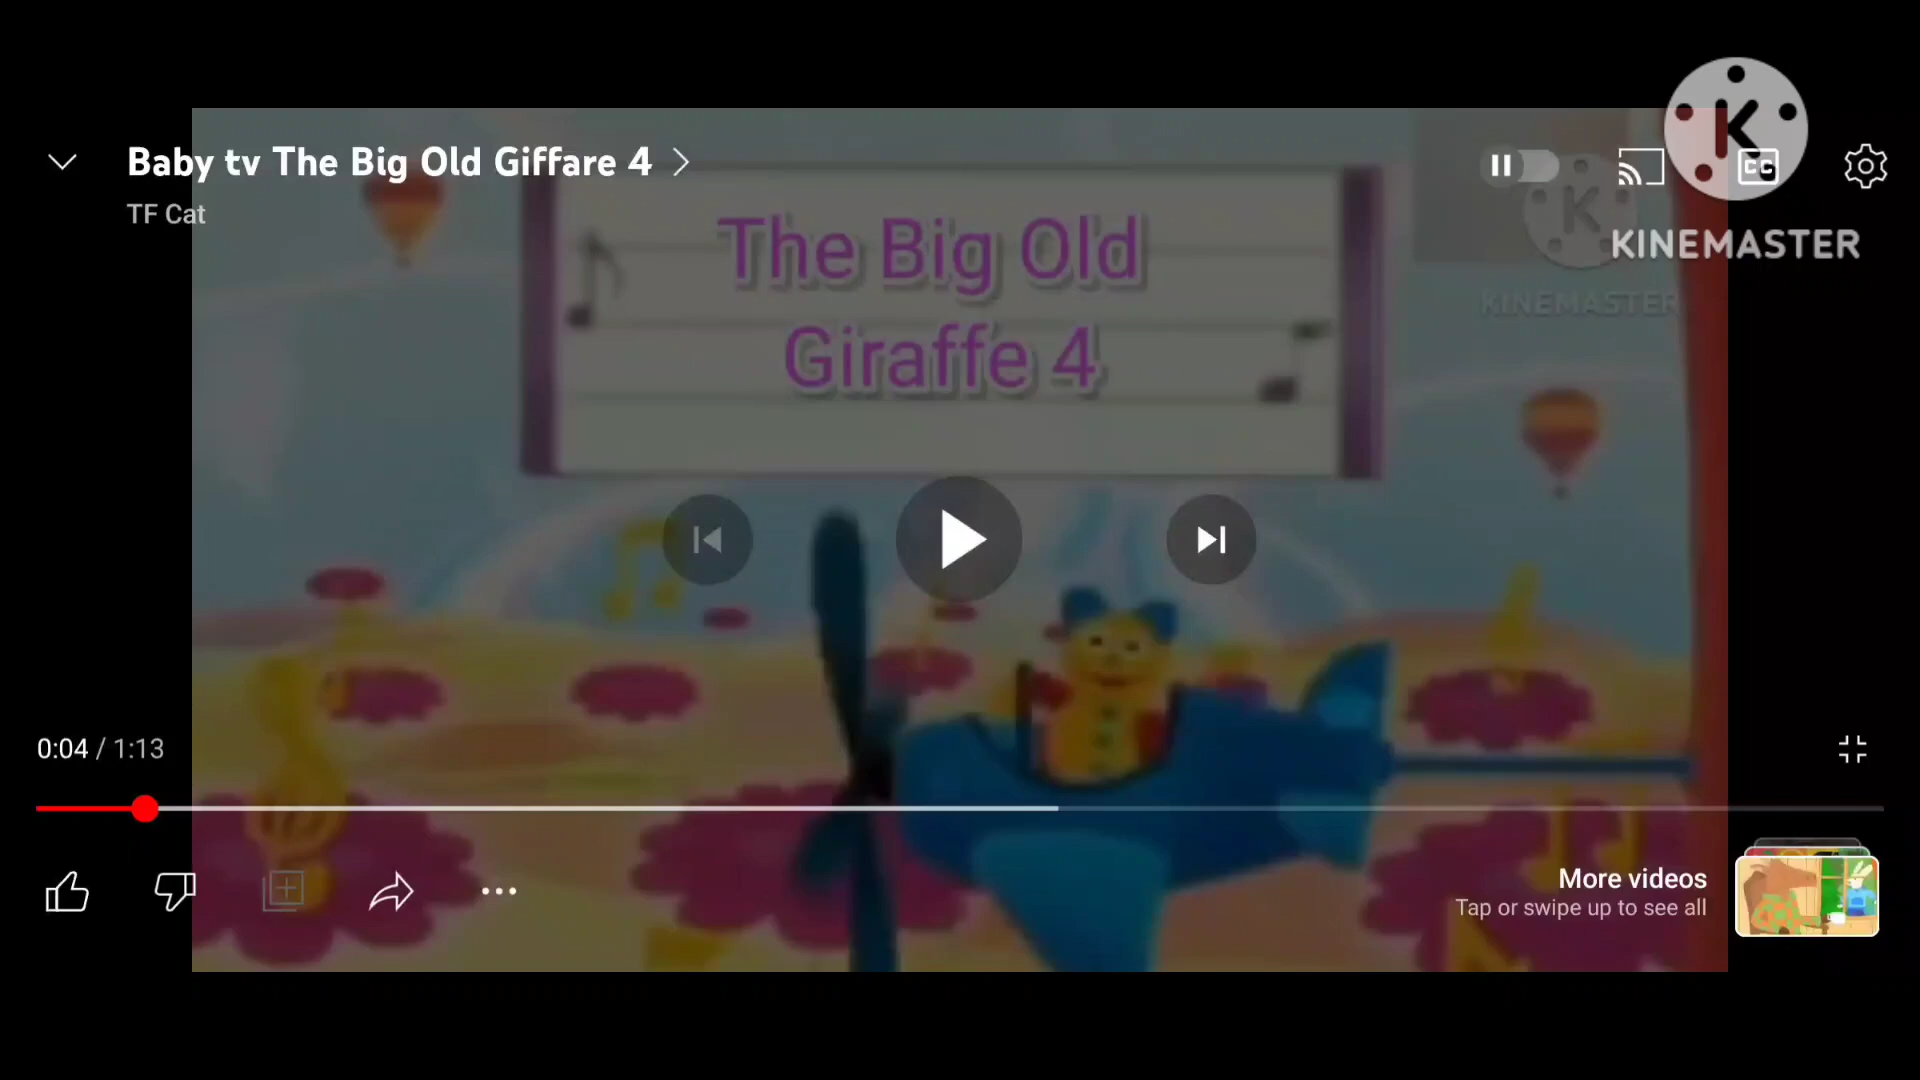 Baby tv The Big Old Giffare 4
TF Cat
CC
KINEMASTER
KINEMASTER
The Big Old
Giraffe 4
0:04 / 1:13
More videos
Tap or swipe up to see all